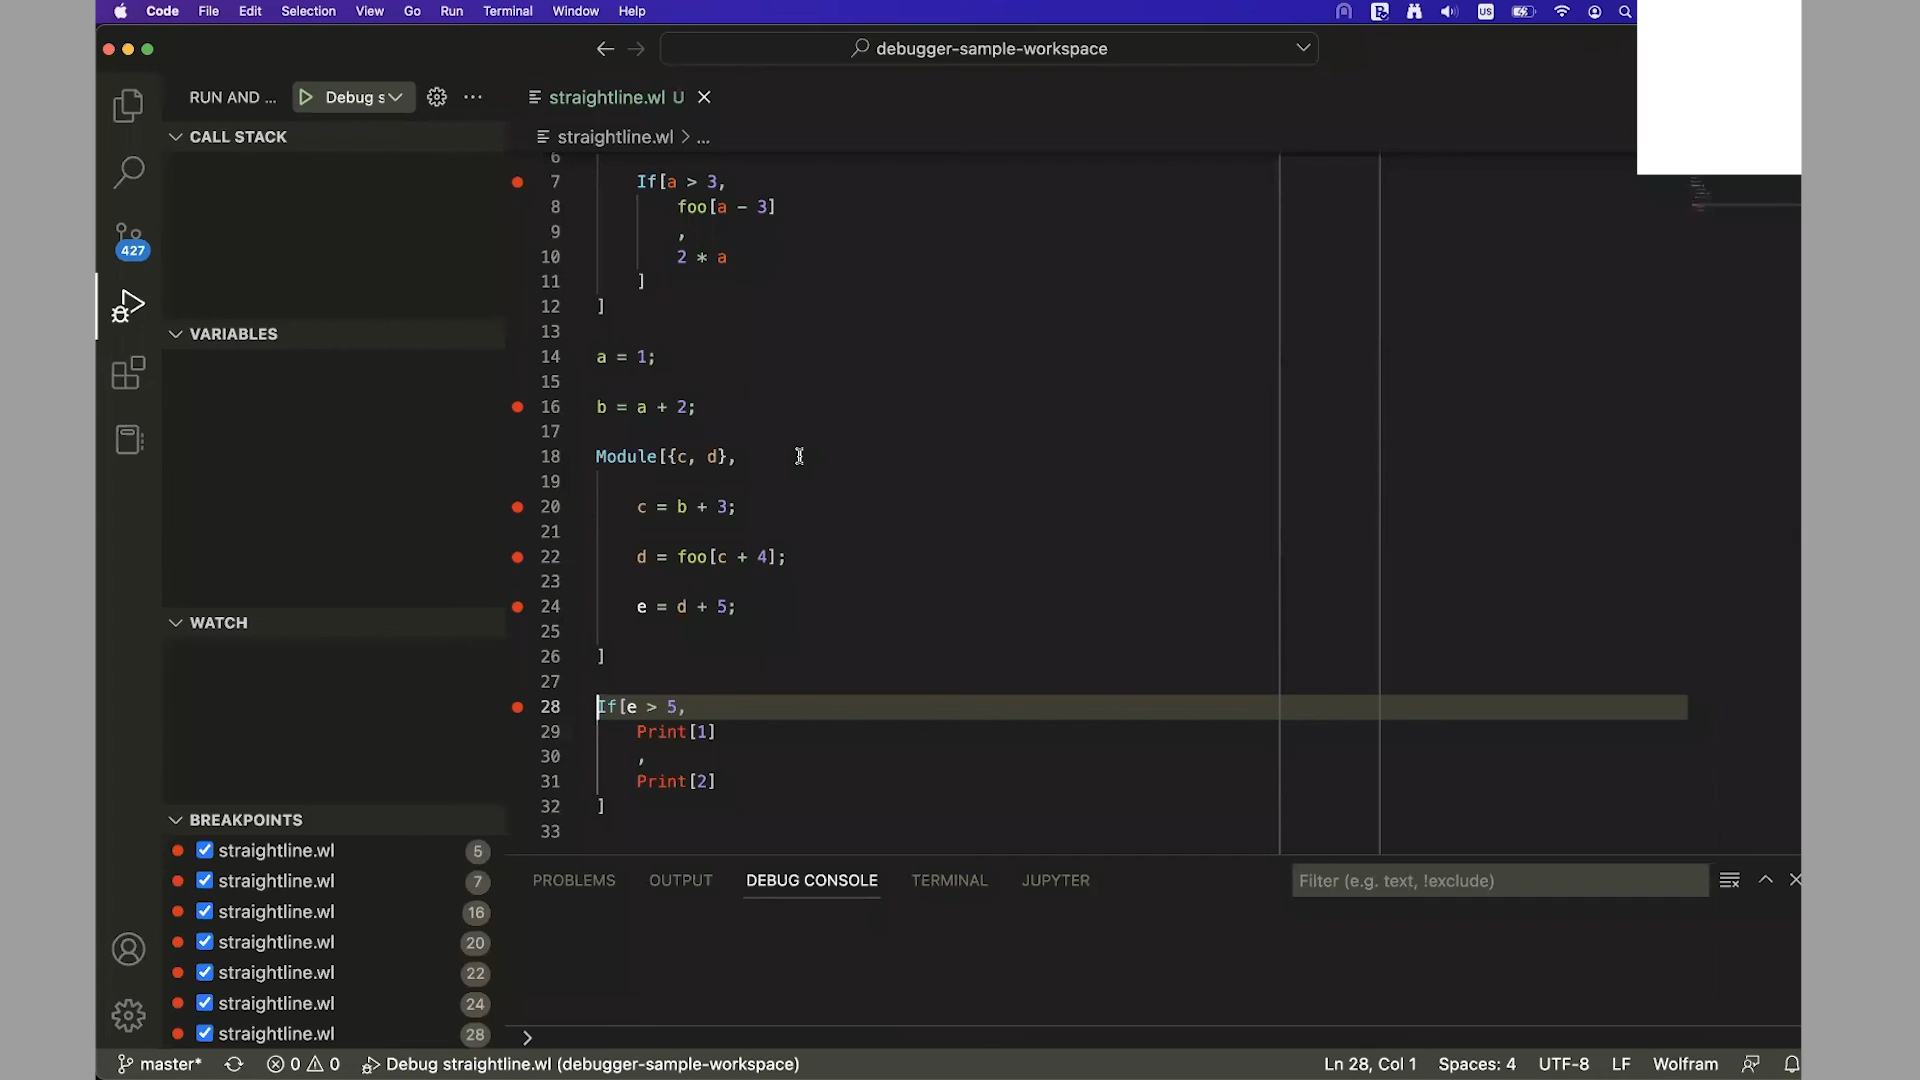 Code File Edit Selection View Go Run Terminal Window Help US
debugger-sample-workspace
RUN AND ... Debug s straightline.wl U
CALL STACK
straightline.wl > ...
6
7 If[a > 3,
8 foo[a - 3]
9 ,
10 2 * a
11 ]
12 ]
13
14 a = 1;
15
16 b = a + 2;
17
18 Module[{c, d},
19
20 c = b + 3;
21
22 d = foo[c + 4];
23
24 e = d + 5;
25
26 ]
27
28 If[e > 5,
29 Print[1]
30 ,
31 Print[2]
32 ]
33
427
VARIABLES
WATCH
BREAKPOINTS
straightline.wl 5
straightline.wl 7
straightline.wl 16
straightline.wl 20
straightline.wl 22
straightline.wl 24
straightline.wl 28
PROBLEMS OUTPUT DEBUG CONSOLE TERMINAL JUPYTER Filter (e.g. text, !exclude)
master* 0 0 Debug straightline.wl (debugger-sample-workspace) Ln 28, Col 1 Spaces: 4 UTF-8 LF Wolfram